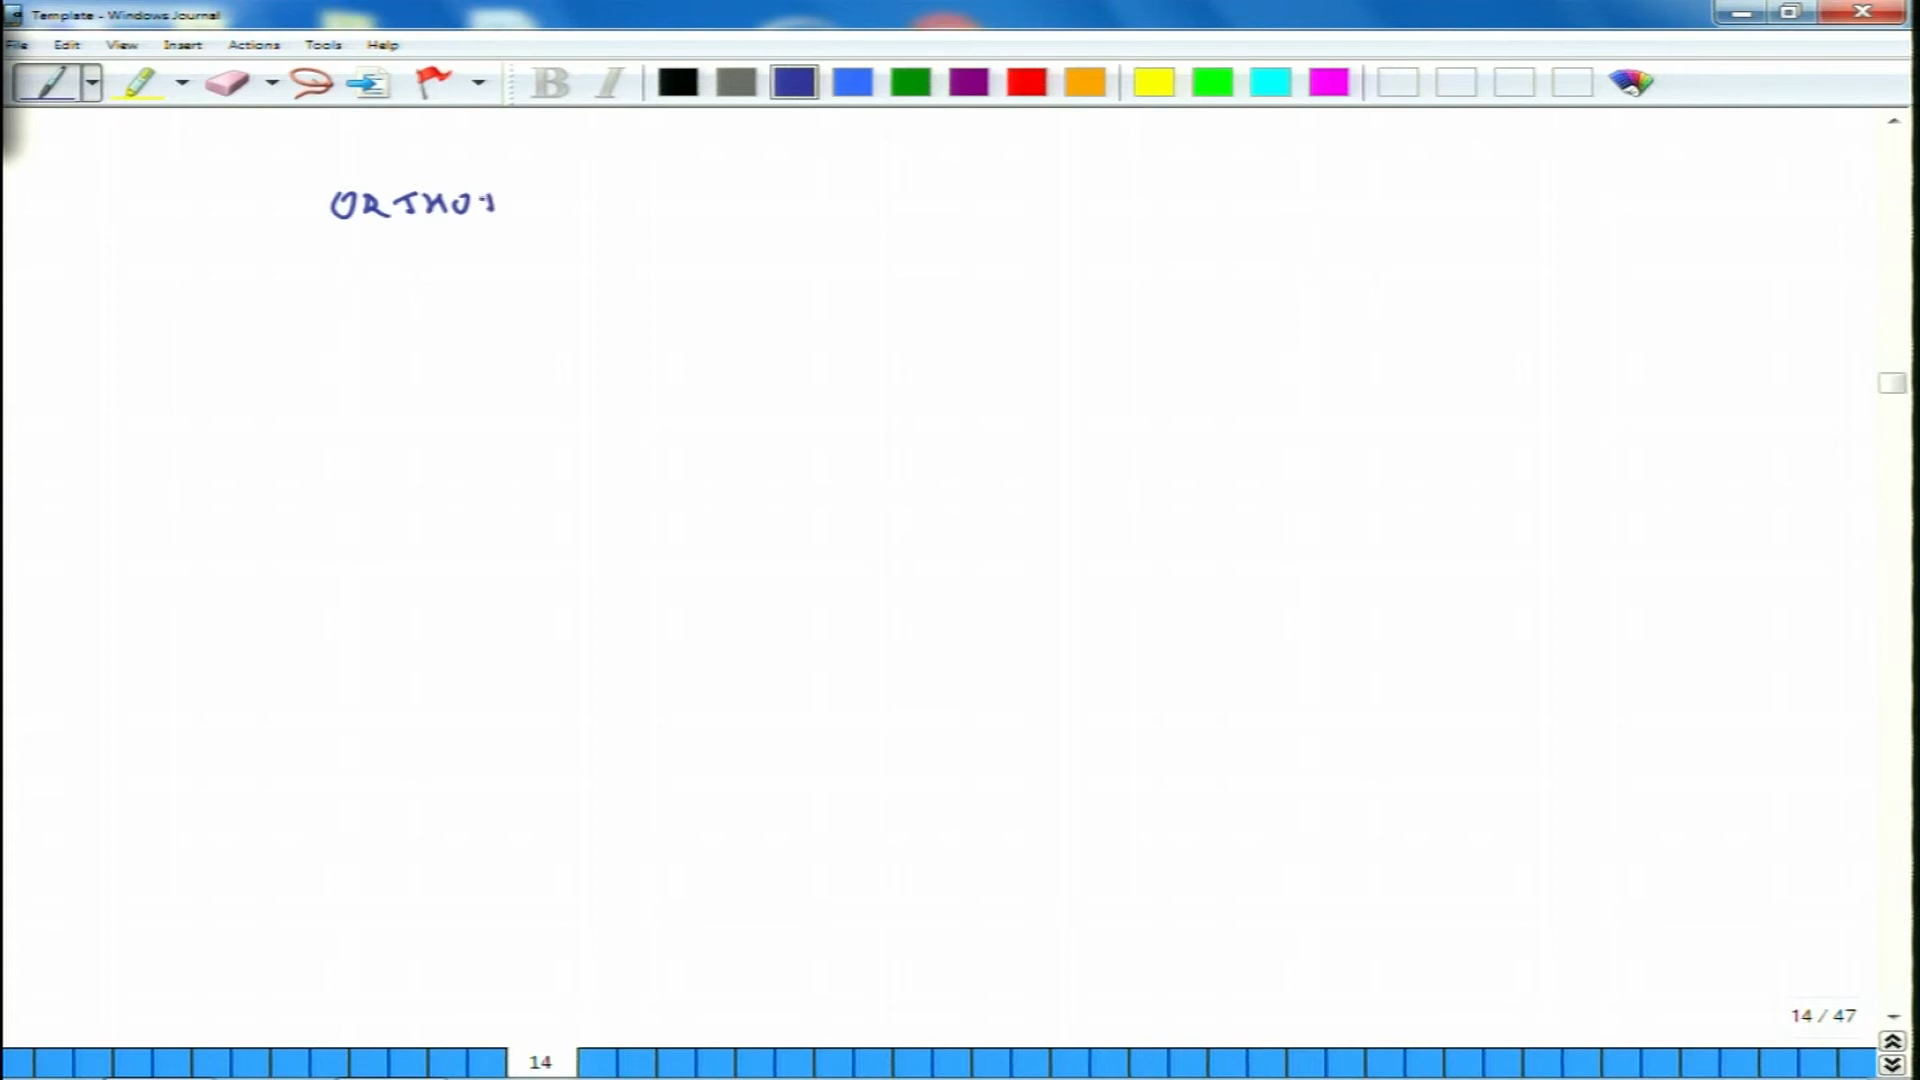 Template - Windows Journal
File Edit View Insert Actions Tools Help
B I
ORTHO
14 / 47
14